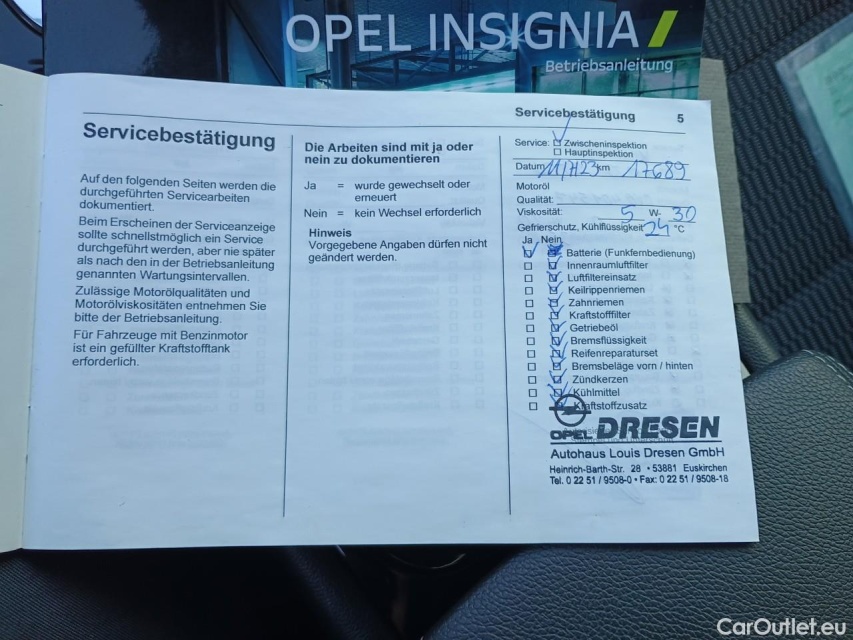 OPEL INSIGNIA
Betriebsanleitung
Servicebestätigung 5
Servicebestätigung
Auf den folgenden Seiten werden die
durchgeführten Servicearbeiten
dokumentiert.
Beim Erscheinen der Serviceanzeige
sollte schnellstmöglich ein Service
durchgeführt werden, aber nie später
als nach den in der Betriebsanleitung
genannten Wartungsintervallen.
Zulässige Motorölqualitäten und
Motorölviskositäten entnehmen Sie
bitte der Betriebsanleitung.
Für Fahrzeuge mit Benzinmotor
ist ein gefüllter Kraftstofftank
erforderlich.
Die Arbeiten sind mit ja oder
nein zu dokumentieren
Ja = wurde gewechselt oder
erneuert
Nein = kein Wechsel erforderlich
Hinweis
Vorgegebene Angaben dürfen nicht
geändert werden.
Service: Zwischeninspektion
Hauptinspektion
Datum km 17689
Motoröl
Qualität:
Viskosität: 5 W- 30
Gefrierschutz, Kühlflüssigkeit 24 °C
Ja Nein
Batterie (Funkfernbedienung)
Innenraumluftfilter
Luftfiltereinsatz
Keilrippenriemen
Zahnriemen
Kraftstofffilter
Getriebeöl
Bremsflüssigkeit
Reifenreparaturset
Bremsbeläge vorn / hinten
Zündkerzen
Kühlmittel
Kraftstoffzusatz
OPEL DRESEN
Autohaus Louis Dresen GmbH
Heinrich-Barth-Str. 28 • 53881 Euskirchen
Tel. 0 22 51 / 9508-0 • Fax: 0 22 51 / 9508-18
CarOutlet.eu